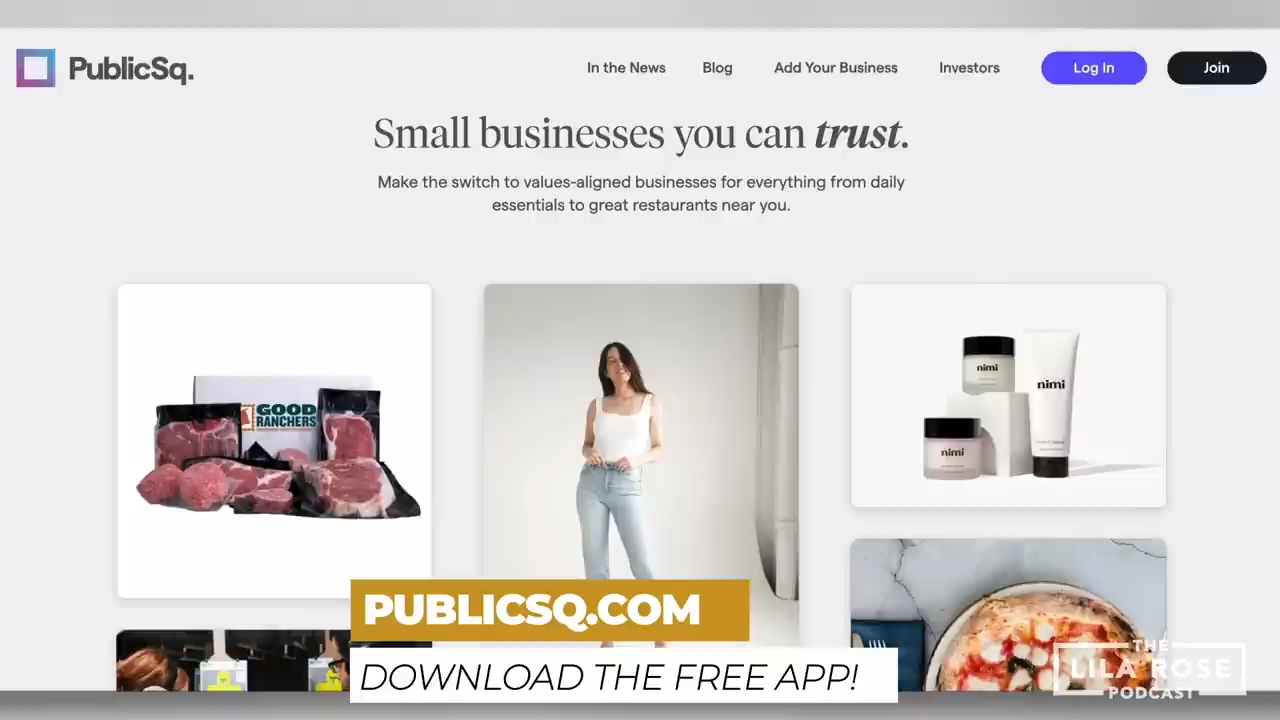 PublicSq.
In the News
Blog
Add Your Business
Investors
Log In
Join
Small businesses you can trust.
Make the switch to values-aligned businesses for everything from daily
essentials to great restaurants near you.
GOOD
RANCHERS
nimi
nimi
nimi
PUBLICSQ.COM
DOWNLOAD THE FREE APP!
THE
LILA ROSE
PODCAST